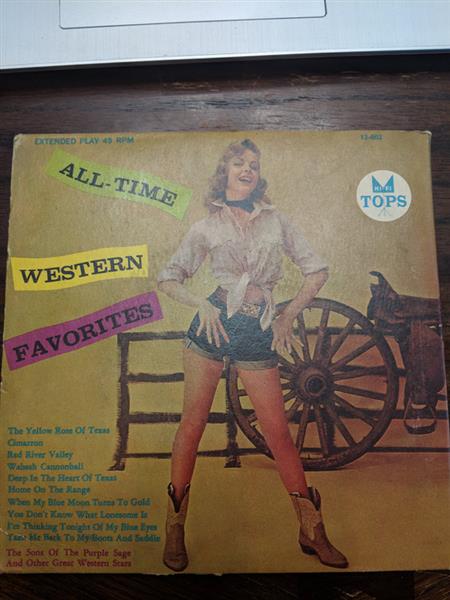 EXTENDED PLAY 45 RPM
12-603
ALL-TIME
HI-FI
TOPS
WESTERN
FAVORITES
The Yellow Rose Of Texas
Cimarron
Red River Valley
Wabash Cannonball
Deep In The Heart Of Texas
Home On The Range
When My Blue Moon Turns To Gold
You Don't Know What Lonesome Is
I'm Thinking Tonight Of My Blue Eyes
Take Me Back To My Boots And Saddle
The Sons Of The Purple Sage
And Other Great Western Stars